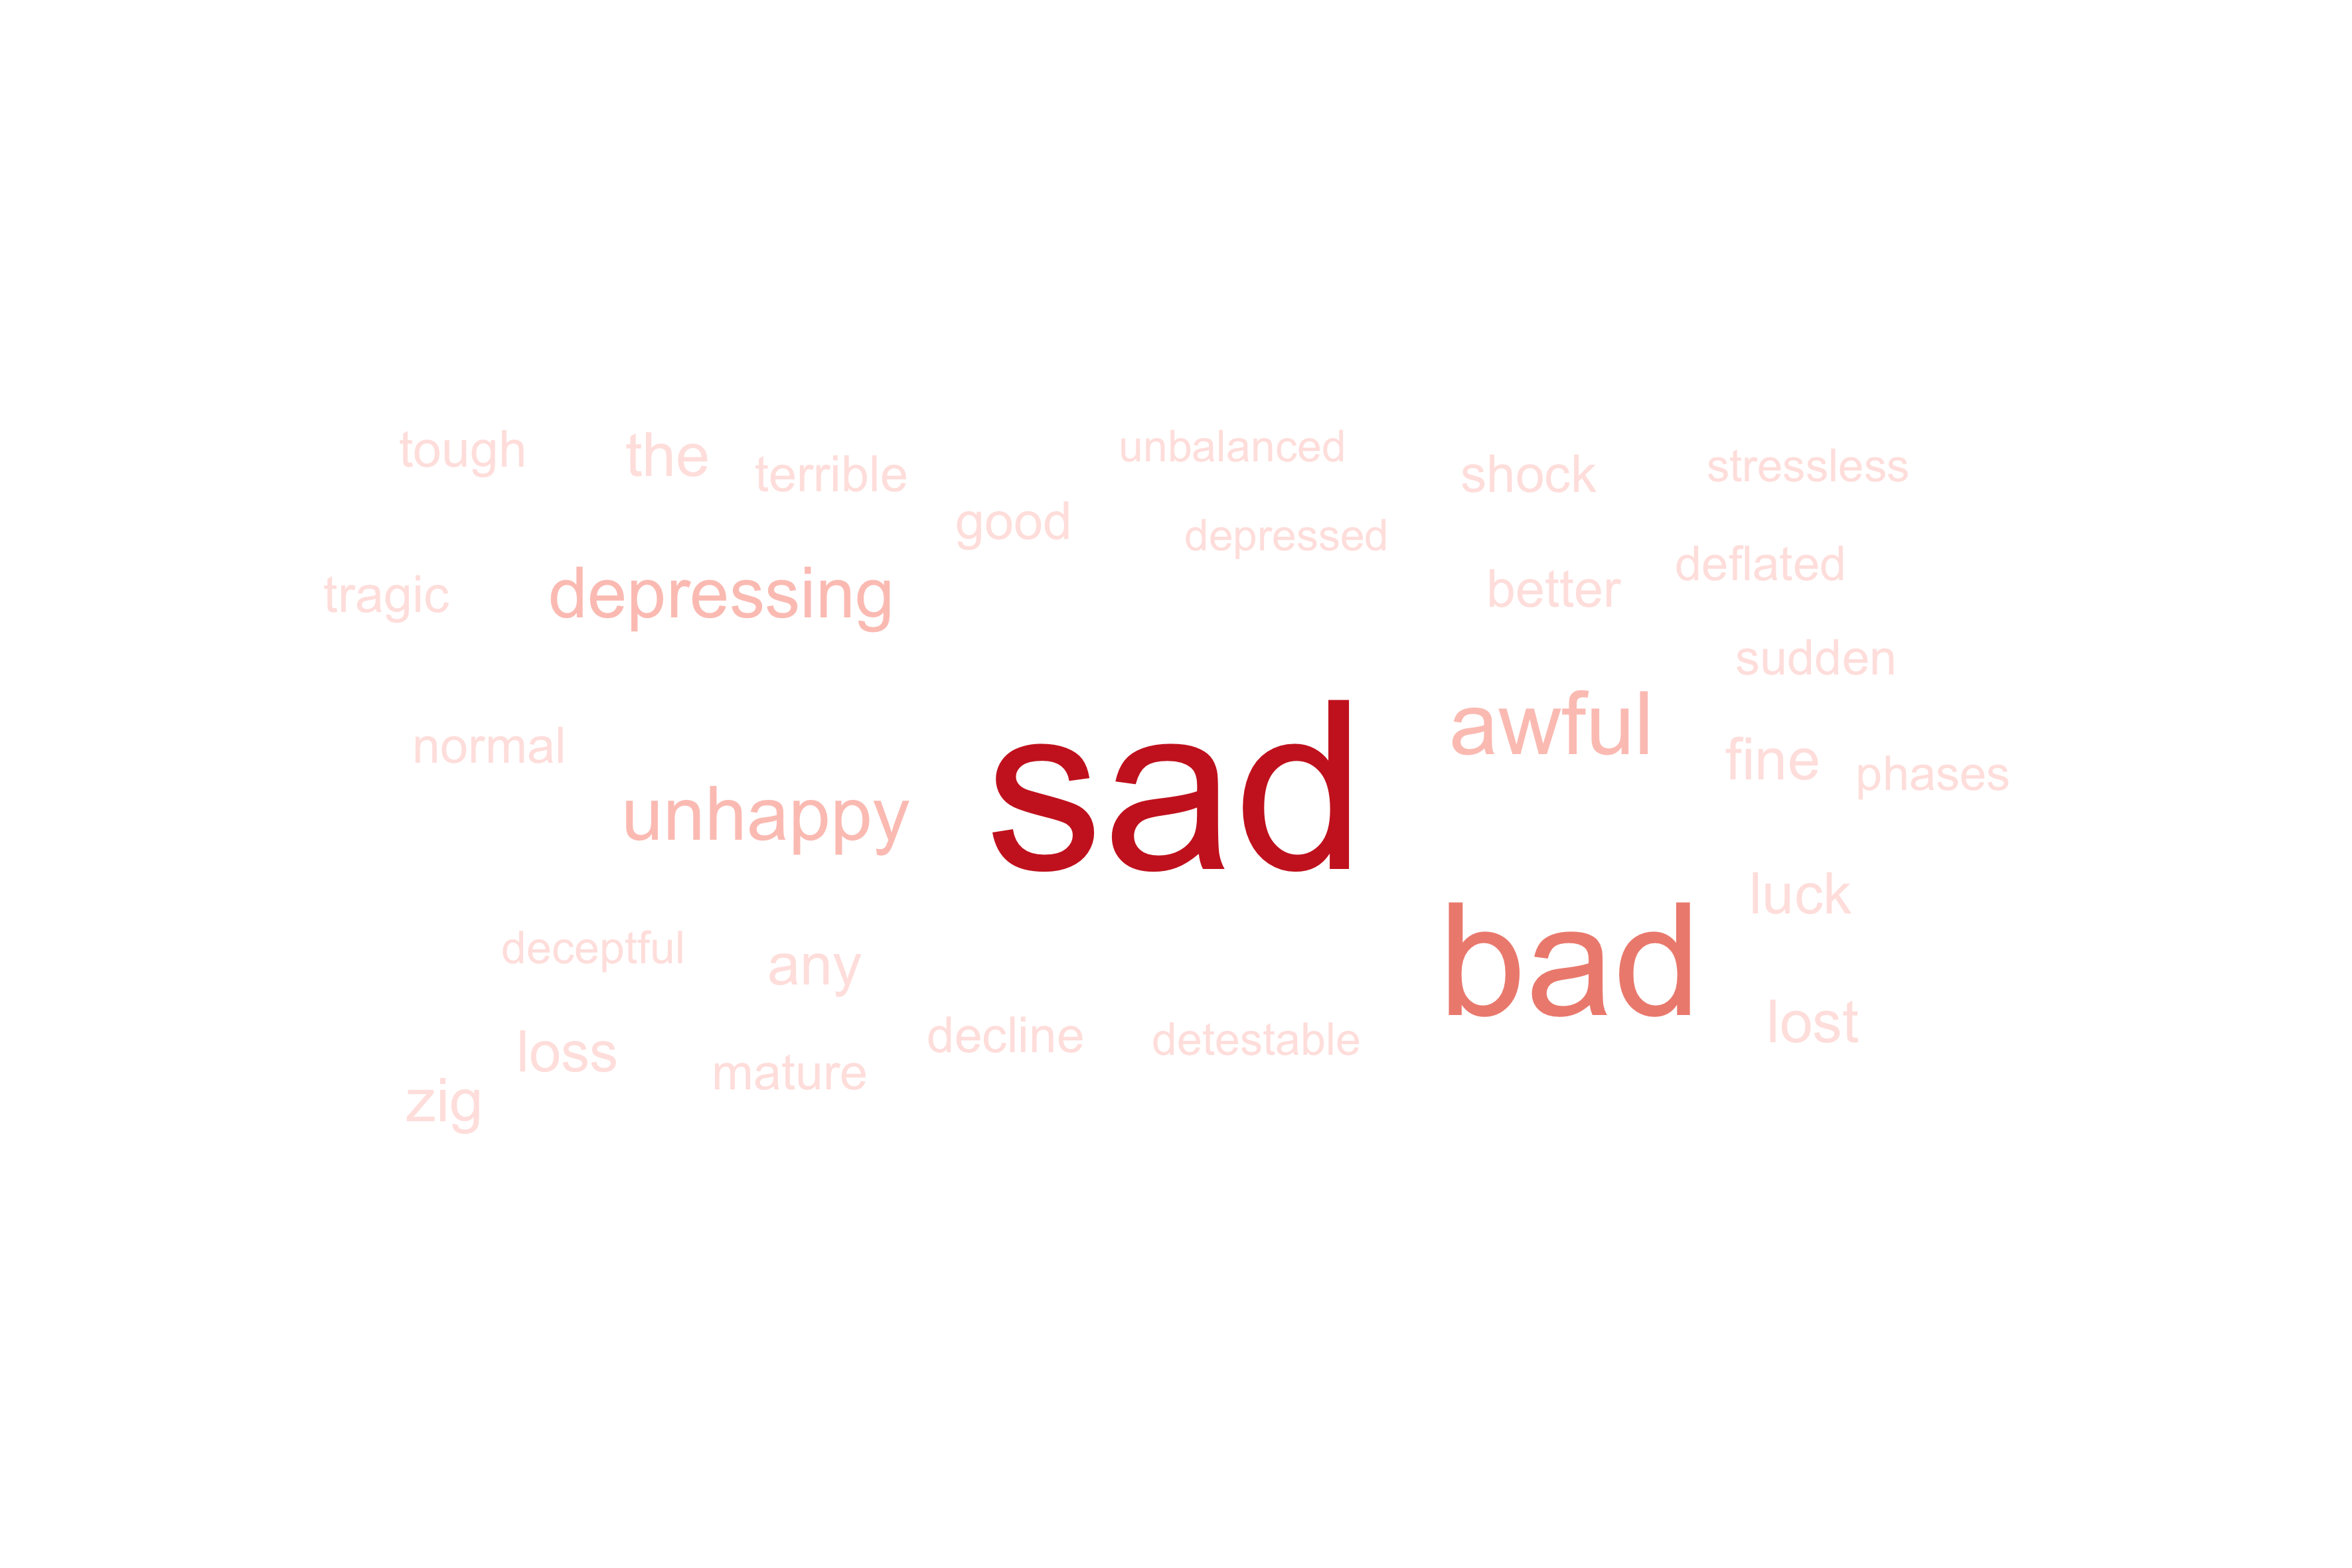 tough
the
terrible
unbalanced
shock
stressless
good
depressed
tragic
depressing
better
deflated
sudden
normal
unhappy
sad
awful
fine
phases
luck
deceptful
any
bad
loss
decline
detestable
lost
zig
mature